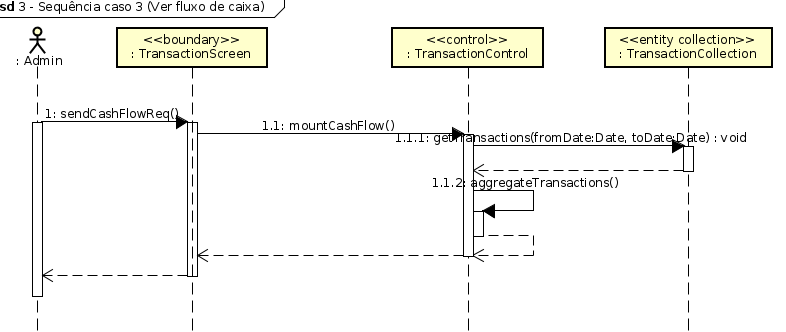 sd 3 - Sequência caso 3 (Ver fluxo de caixa)
: Admin
<<boundary>>
: TransactionScreen
<<control>>
: TransactionControl
<<entity collection>>
: TransactionCollection
1: sendCashFlowReq()
1.1: mountCashFlow()
1.1.1: getTransactions(fromDate:Date, toDate:Date) : void
1.1.2: aggregateTransactions()